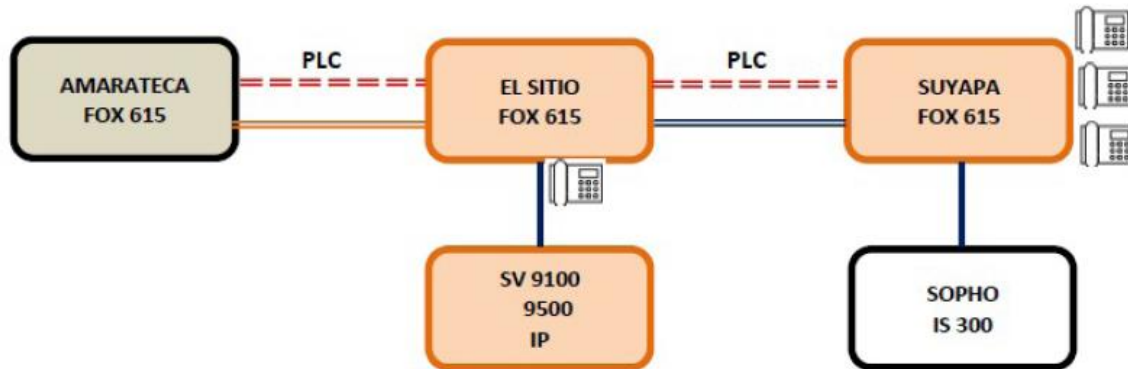 PLC
PLC
AMARATECA
FOX 615
EL SITIO
FOX 615
SUYAPA
FOX 615
SV 9100
9500
IP
SOPHO
IS 300